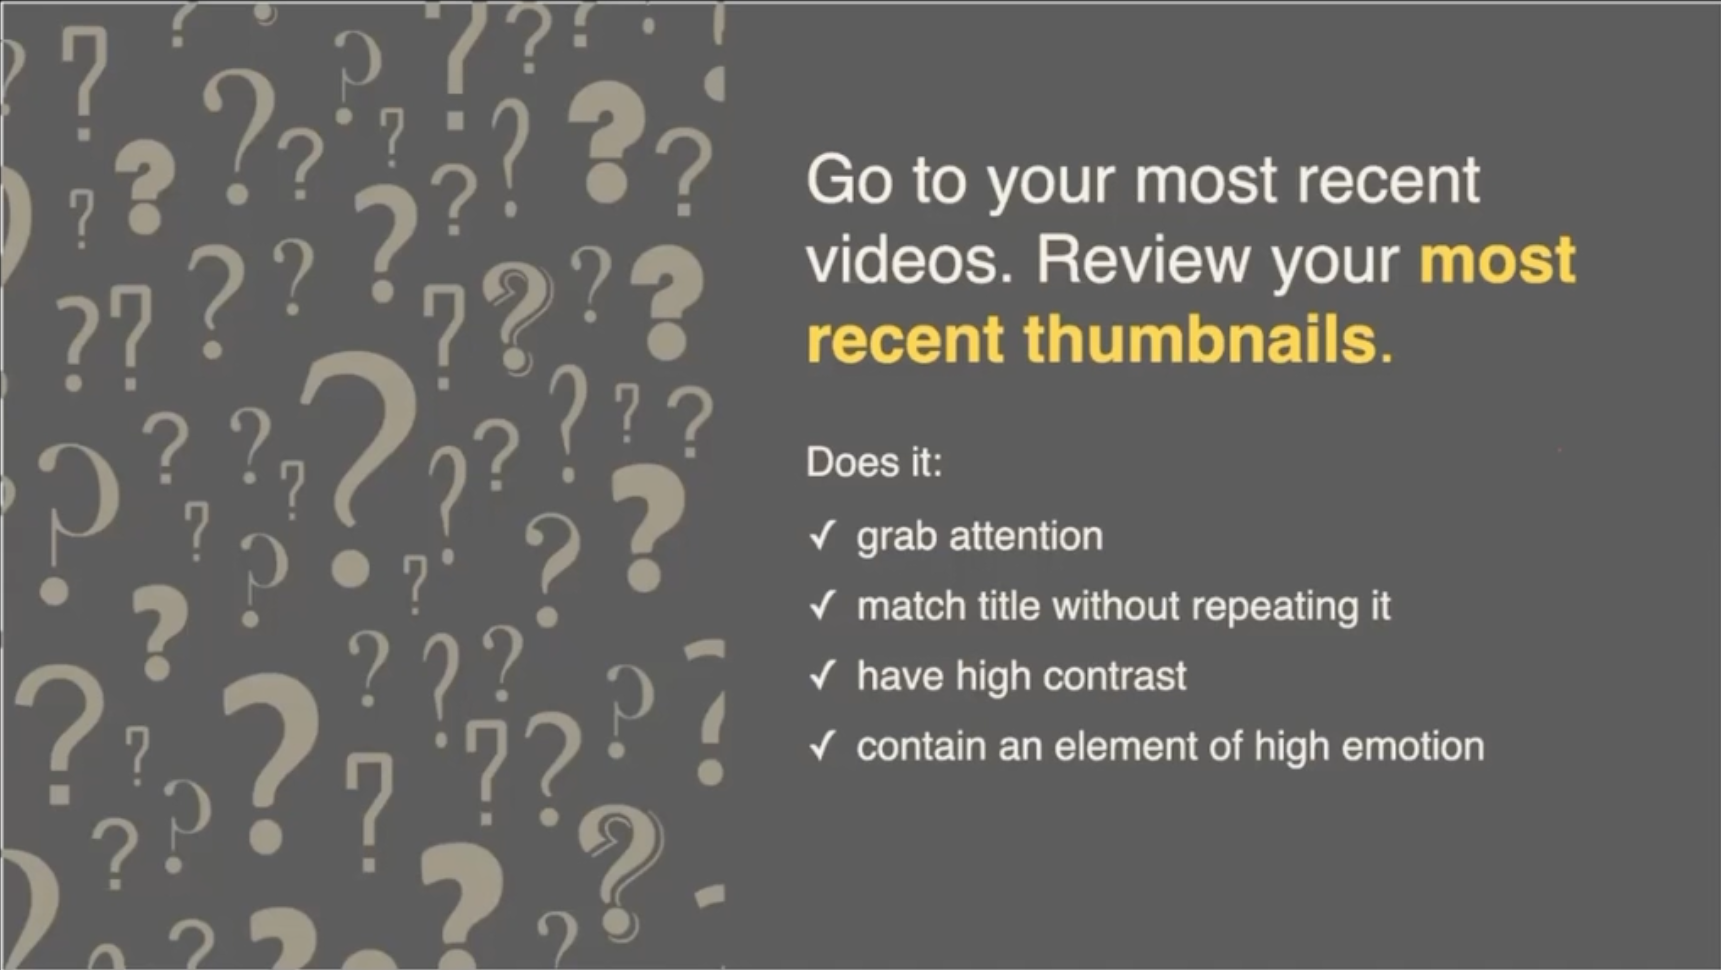 Go to your most recent
videos. Review your most
recent thumbnails.
Does it:
✓ grab attention
✓ match title without repeating it
✓ have high contrast
✓ contain an element of high emotion